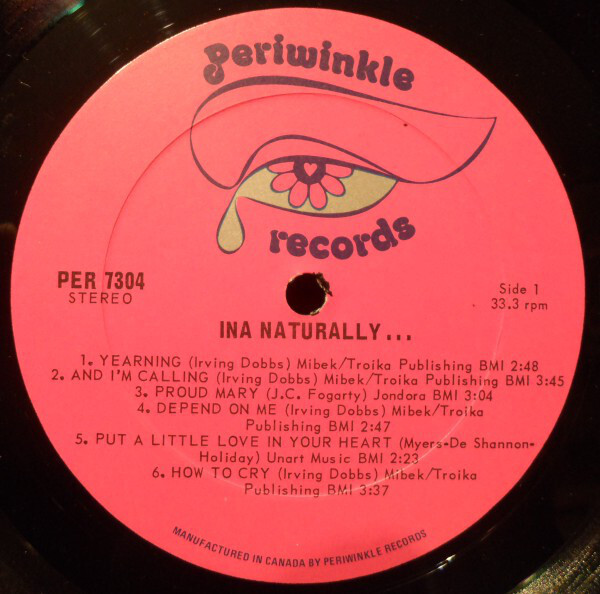 periwinkle
records
PER 7304
STEREO
Side 1
33.3 rpm
INA NATURALLY...
1. YEARNING (Irving Dobbs) Mibek/Troika Publishing BMI 2:48
2. AND I'M CALLING (Irving Dobbs) Mibek/Troika Publishing BMI 3:45
3. PROUD MARY (J.C. Fogarty) Jondora BMI 3:04
4. DEPEND ON ME (Irving Dobbs) Mibek/Troika
Publishing BMI 2:47
5. PUT A LITTLE LOVE IN YOUR HEART (Myers-De Shannon-
Holiday) Unart Music BMI 2:23
6. HOW TO CRY (Irving Dobbs) Mibek/Troika
Publishing BMI 3:37
MANUFACTURED IN CANADA BY PERIWINKLE RECORDS